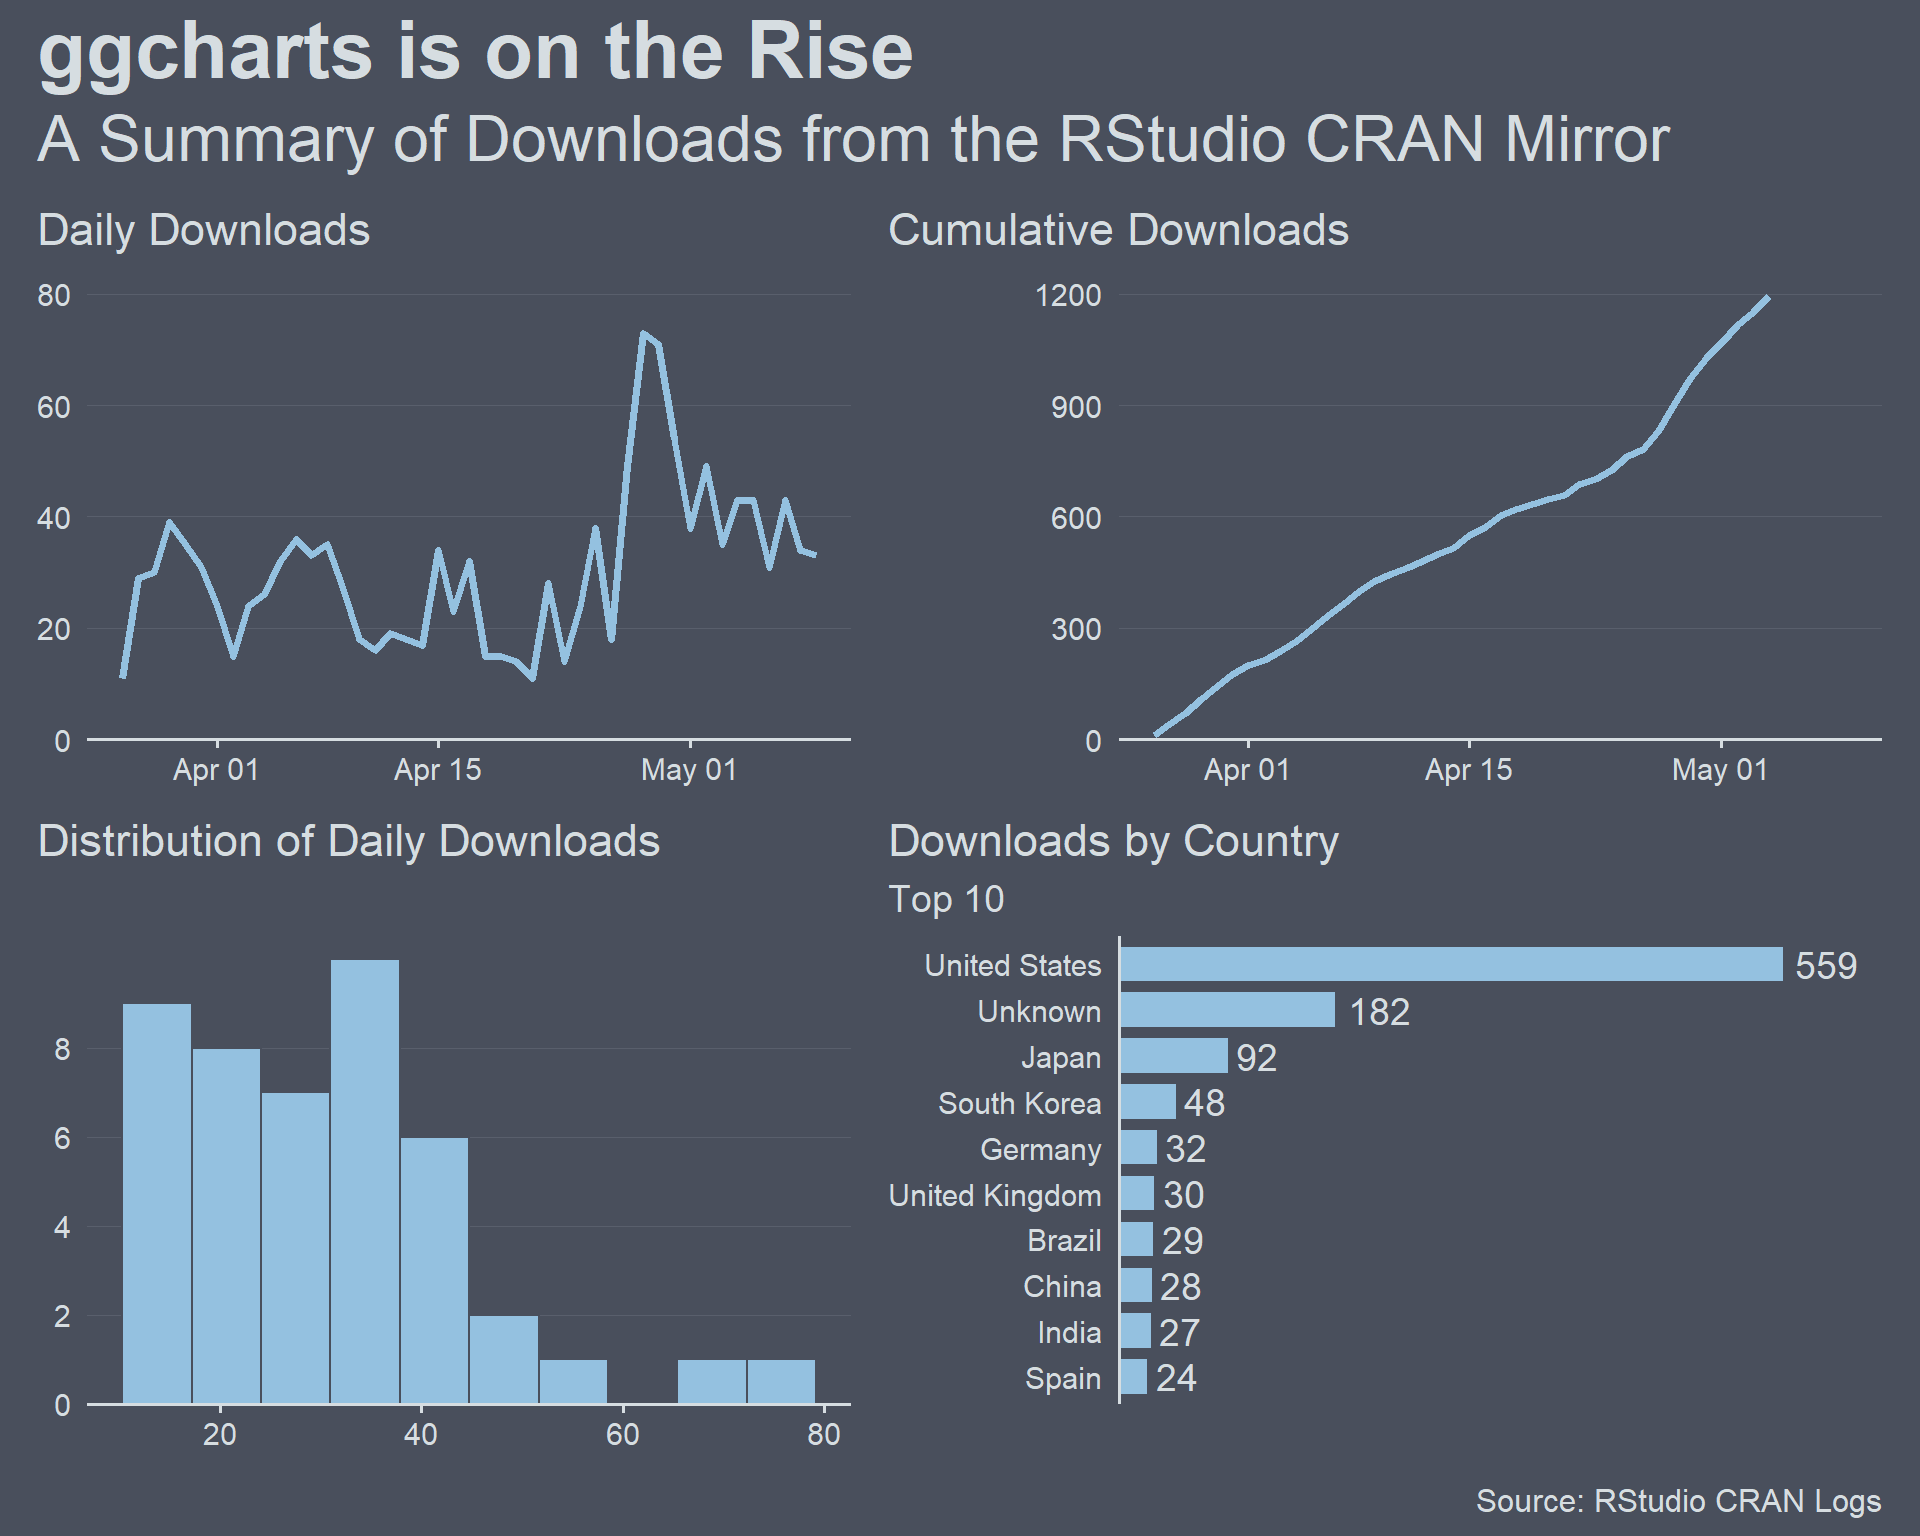 ggcharts is on the Rise
A Summary of Downloads from the RStudio CRAN Mirror
Daily Downloads
80
60
40
20
0
Apr 01 Apr 15 May 01
Cumulative Downloads
1200
900
600
300
0
Apr 01 Apr 15 May 01
Distribution of Daily Downloads
8
6
4
2
0
20 40 60 80
Downloads by Country
Top 10
United States 559
Unknown 182
Japan 92
South Korea 48
Germany 32
United Kingdom 30
Brazil 29
China 28
India 27
Spain 24
Source: RStudio CRAN Logs